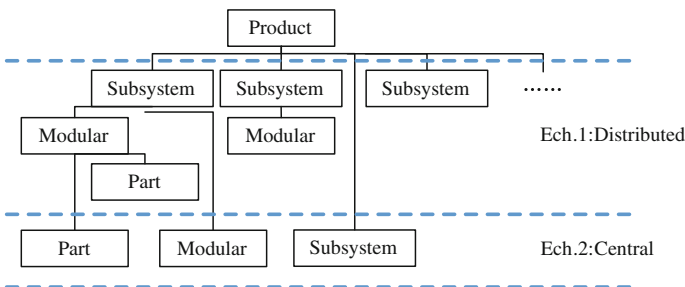 Product
Subsystem Subsystem Subsystem ……
Modular Modular Ech.1:Distributed
Part
Part Modular Subsystem Ech.2:Central